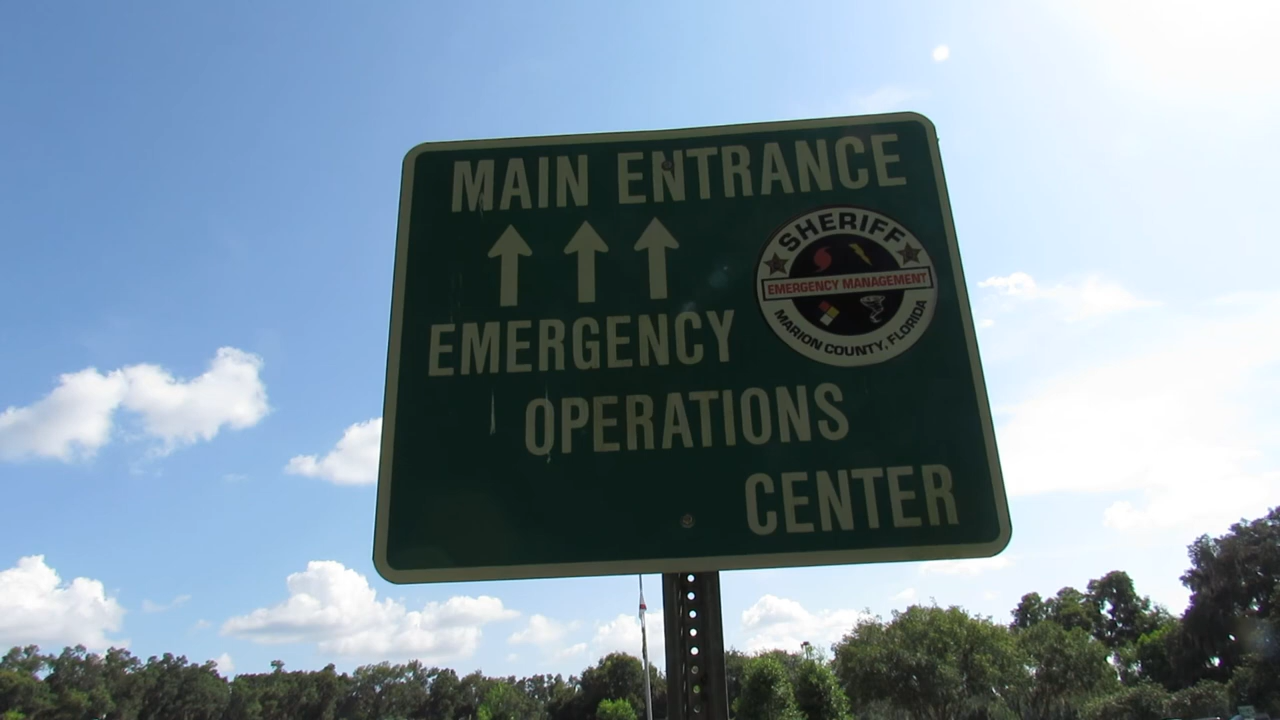 MAIN ENTRANCE
SHERIFF
EMERGENCY MANAGEMENT
MARION COUNTY, FLORIDA
EMERGENCY
OPERATIONS
CENTER